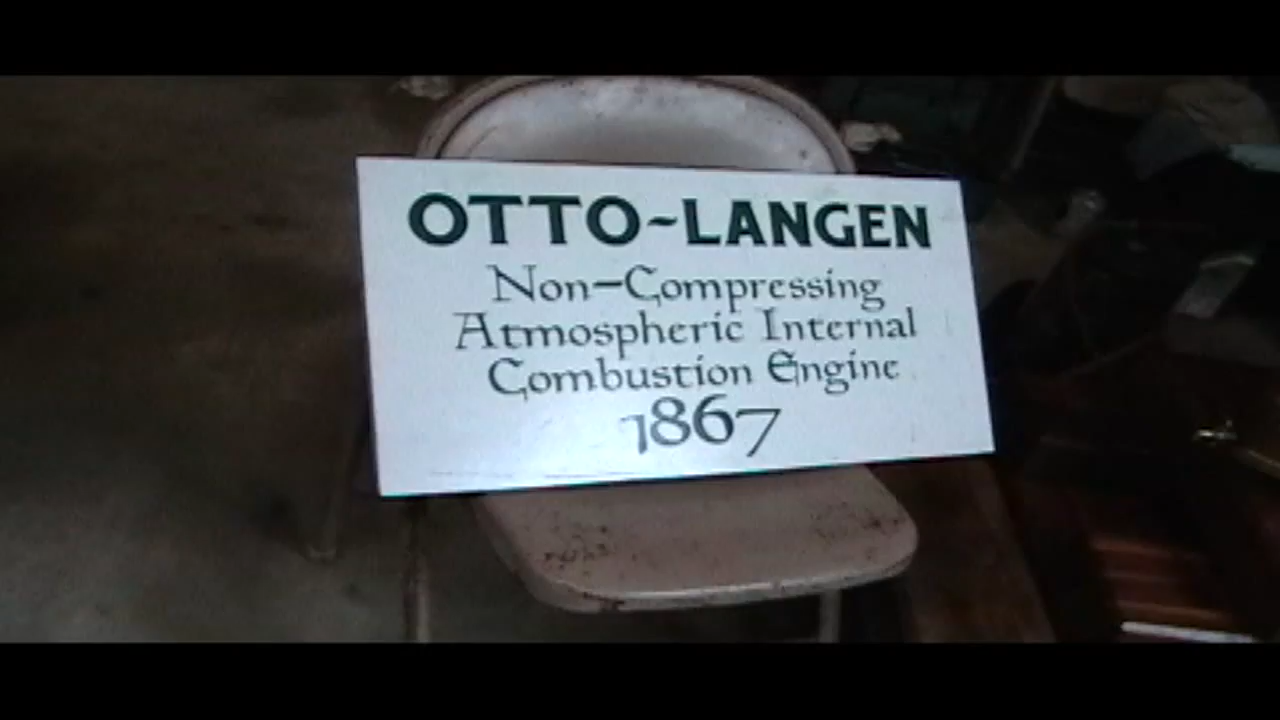 OTTO~LANGEN
Non-Compressing
Atmospheric Internal
Combustion Engine
1867